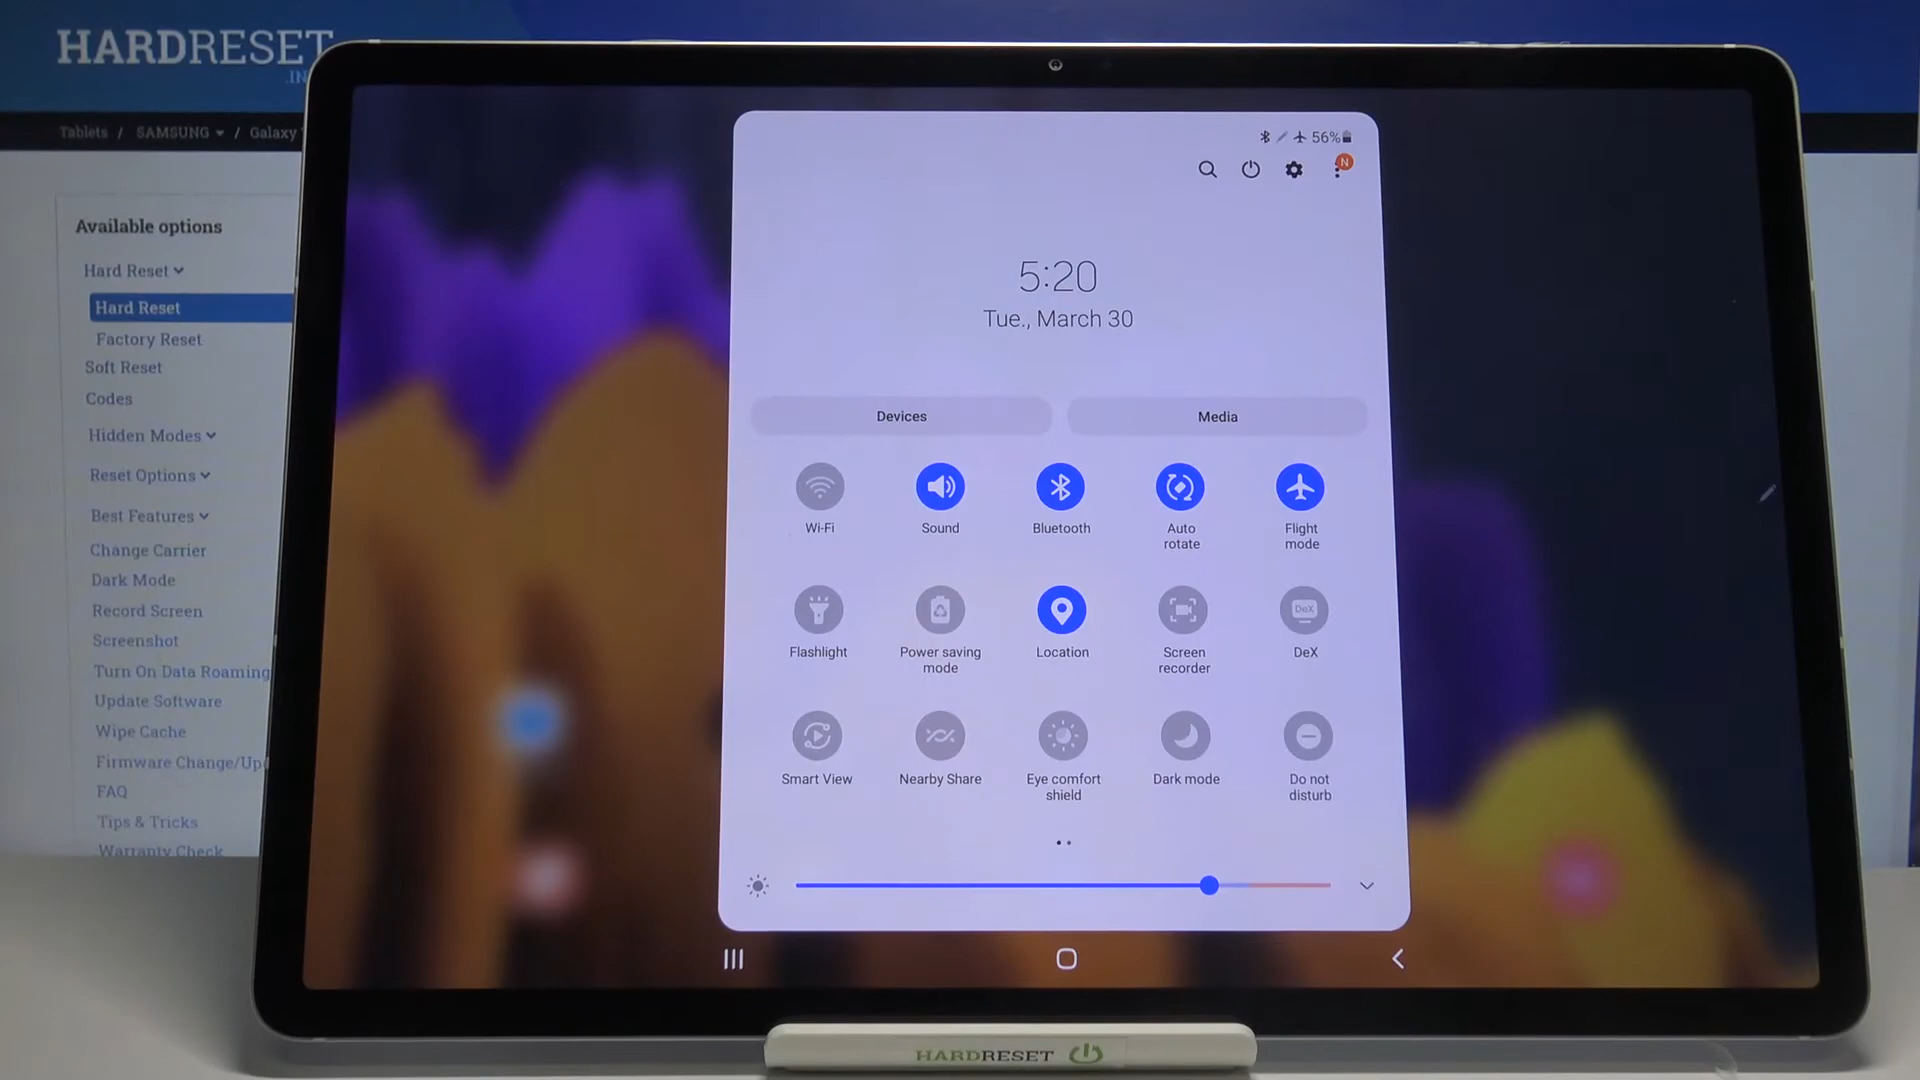 HARDRESET
.IN
Tablets / SAMSUNG / Galaxy
Available options
Hard Reset
Hard Reset
Factory Reset
Soft Reset
Codes
Hidden Modes
Reset Options
Best Features
Change Carrier
Dark Mode
Record Screen
Screenshot
Turn On Data Roaming
Update Software
Wipe Cache
Firmware Change/Upd
FAQ
Tips & Tricks
Warranty Check
56%
N
5:20
Tue., March 30
Devices
Media
Wi-Fi
Sound
Bluetooth
Auto
rotate
Flight
mode
Flashlight
Power saving
mode
Location
Screen
recorder
DeX
DeX
Smart View
Nearby Share
Eye comfort
shield
Dark mode
Do not
disturb
HARDRESET